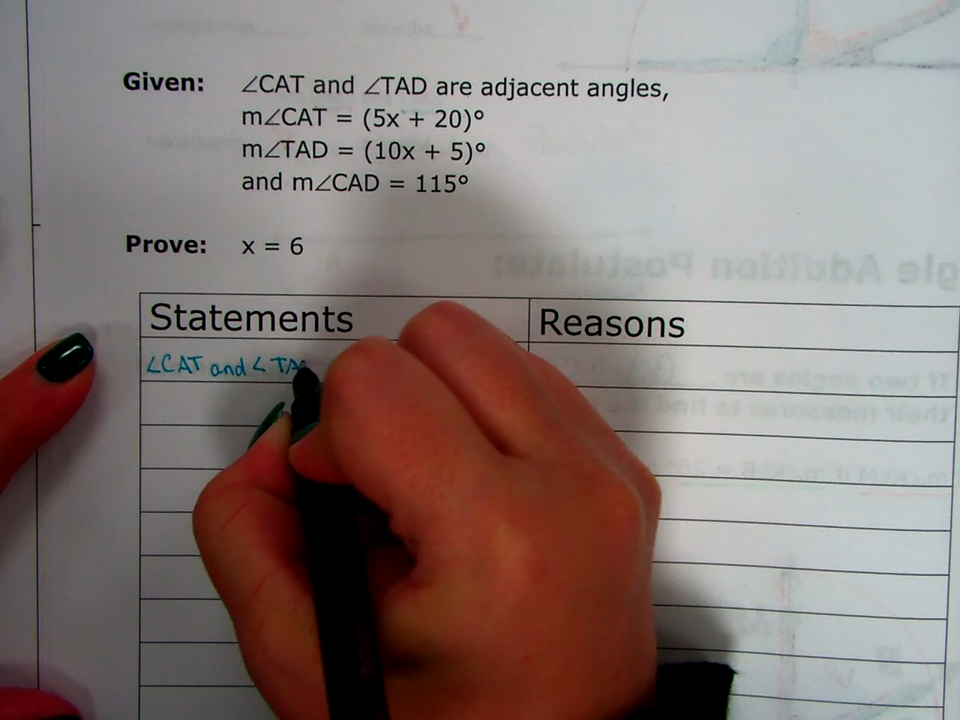 Given: ∠CAT and ∠TAD are adjacent angles,
m∠CAT = (5x + 20)°
m∠TAD = (10x + 5)°
and m∠CAD = 115°
Prove: x = 6
Statements Reasons
∠CAT and ∠TA